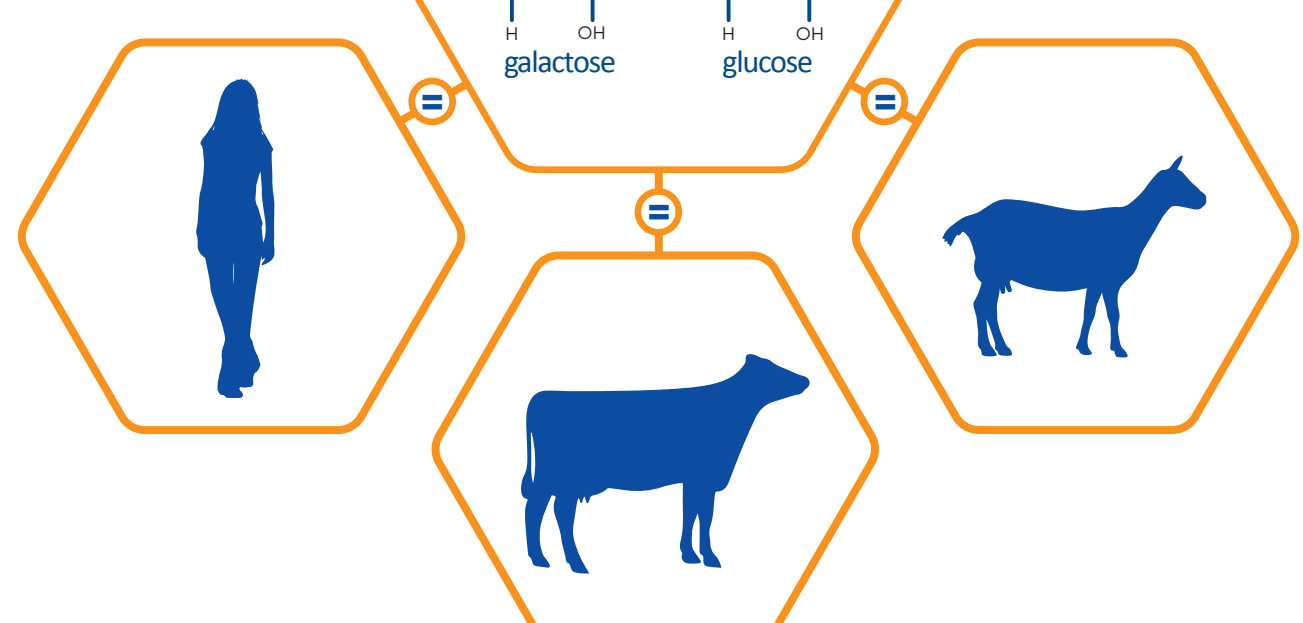 H OH H OH
galactose glucose
= =
=